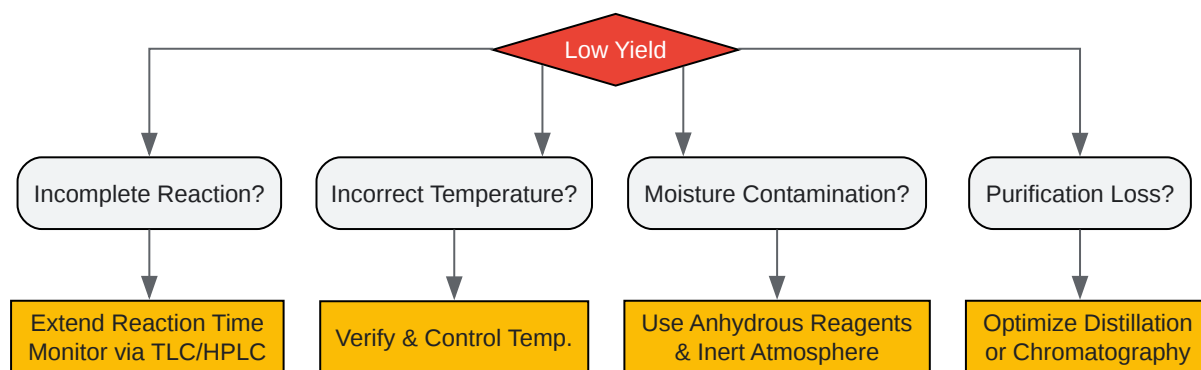 Low Yield
Incomplete Reaction?
Incorrect Temperature?
Moisture Contamination?
Purification Loss?
Extend Reaction Time
Monitor via TLC/HPLC
Verify & Control Temp.
Use Anhydrous Reagents
& Inert Atmosphere
Optimize Distillation
or Chromatography